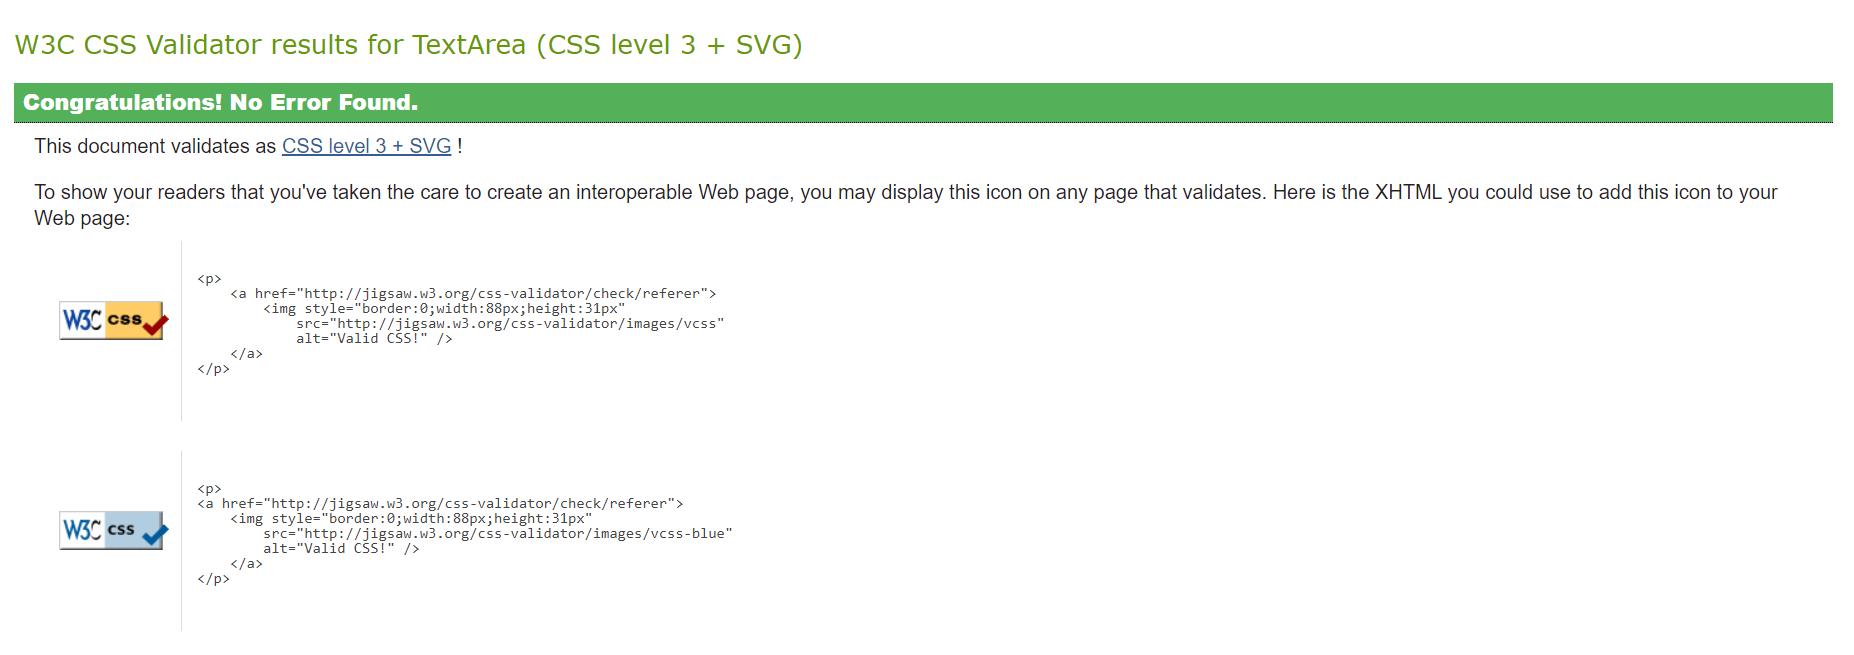 W3C CSS Validator results for TextArea (CSS level 3 + SVG)
Congratulations! No Error Found.
This document validates as CSS level 3 + SVG !
To show your readers that you've taken the care to create an interoperable Web page, you may display this icon on any page that validates. Here is the XHTML you could use to add this icon to your
Web page:
W3C css
<p>
    <a href="http://jigsaw.w3.org/css-validator/check/referer">
        <img style="border:0;width:88px;height:31px"
            src="http://jigsaw.w3.org/css-validator/images/vcss"
            alt="Valid CSS!" />
    </a>
</p>
W3C css
<p>
<a href="http://jigsaw.w3.org/css-validator/check/referer">
    <img style="border:0;width:88px;height:31px"
        src="http://jigsaw.w3.org/css-validator/images/vcss-blue"
        alt="Valid CSS!" />
    </a>
</p>